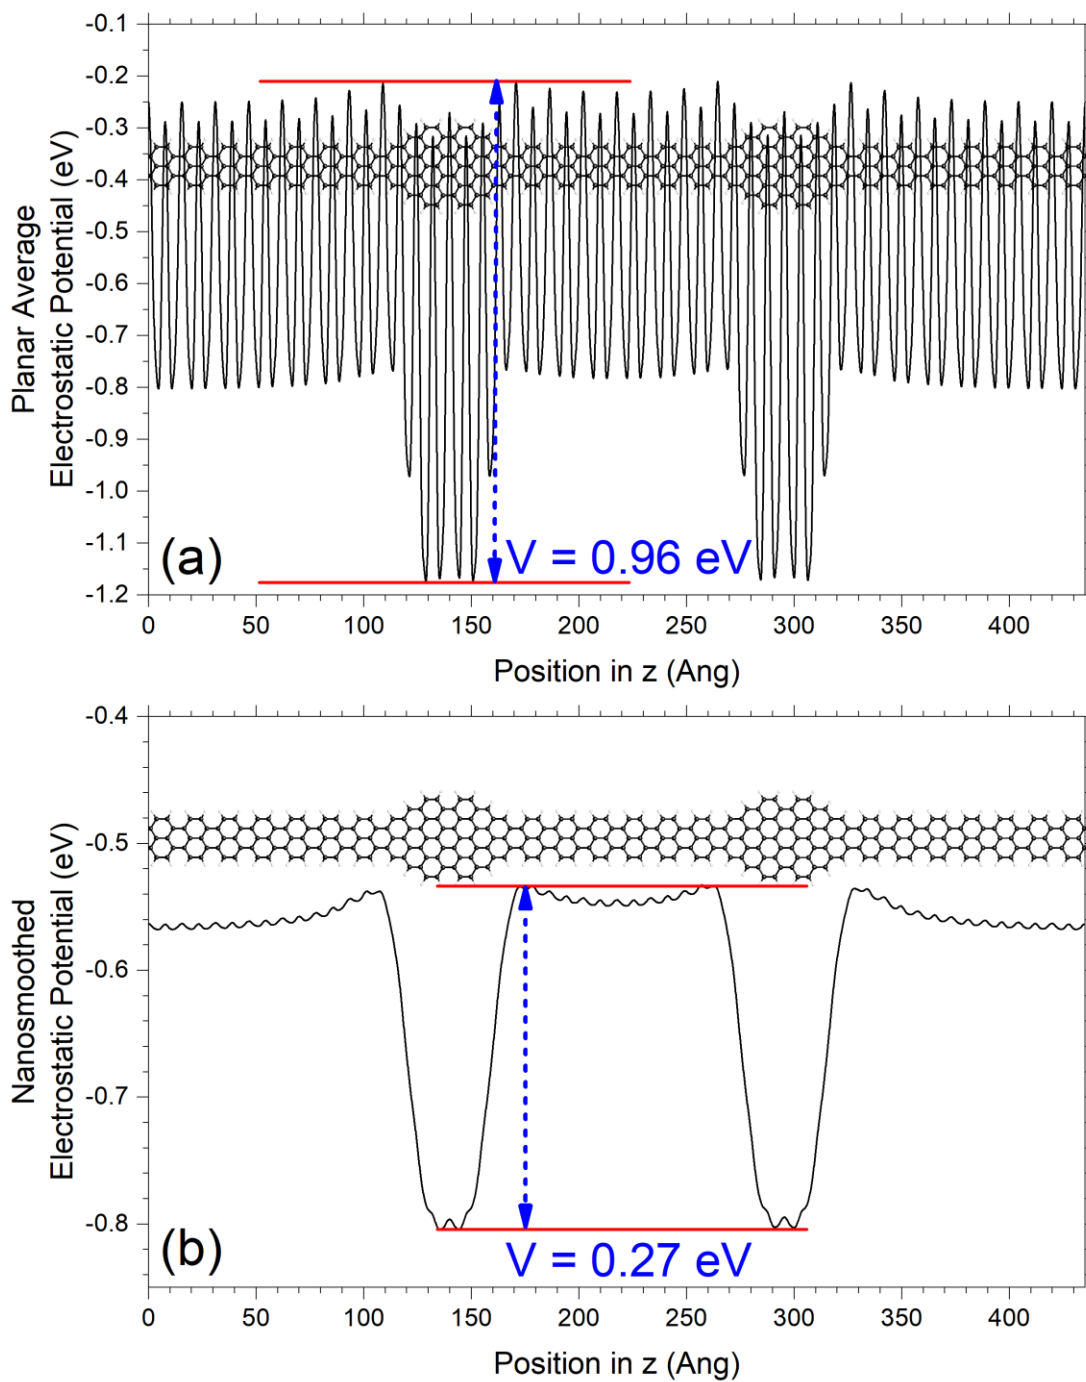 -0.1
-0.2
-0.3
-0.4
-0.5
-0.6
-0.7
-0.8
-0.9
-1.0
-1.1
-1.2
Planar Average
Electrostatic Potential (eV)
(a)
V = 0.96 eV
0 50 100 150 200 250 300 350 400
Position in z (Ang)
-0.4
-0.5
-0.6
-0.7
-0.8
Nanosmoothed
Electrostatic Potential (eV)
(b)
V = 0.27 eV
0 50 100 150 200 250 300 350 400
Position in z (Ang)